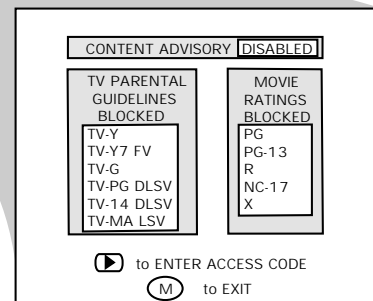 CONTENT ADVISORY DISABLED
TV PARENTAL
GUIDELINES
BLOCKED
TV-Y
TV-Y7 FV
TV-G
TV-PG DLSV
TV-14 DLSV
TV-MA LSV
MOVIE
RATINGS
BLOCKED
PG
PG-13
R
NC-17
X
to ENTER ACCESS CODE
M to EXIT